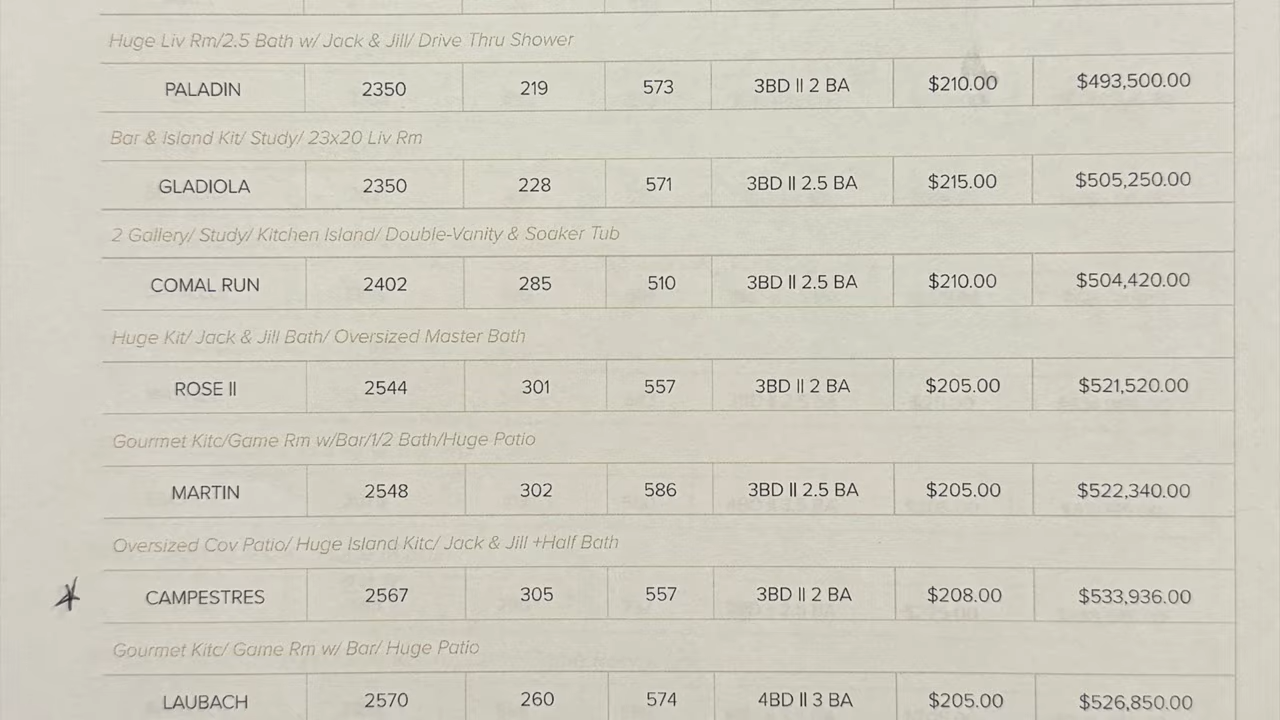 Huge Liv Rm/2.5 Bath w/ Jack & Jill/ Drive Thru Shower
PALADIN 2350 219 573 3BD II 2 BA $210.00 $493,500.00
Bar & Island Kit/ Study/ 23x20 Liv Rm
GLADIOLA 2350 228 571 3BD II 2.5 BA $215.00 $505,250.00
2 Gallery/ Study/ Kitchen Island/ Double-Vanity & Soaker Tub
COMAL RUN 2402 285 510 3BD II 2.5 BA $210.00 $504,420.00
Huge Kit/ Jack & Jill Bath/ Oversized Master Bath
ROSE II 2544 301 557 3BD II 2 BA $205.00 $521,520.00
Gourmet Kitc/Game Rm w/Bar/1/2 Bath/Huge Patio
MARTIN 2548 302 586 3BD II 2.5 BA $205.00 $522,340.00
Oversized Cov Patio/ Huge Island Kitc/ Jack & Jill +Half Bath
CAMPESTRES 2567 305 557 3BD II 2 BA $208.00 $533,936.00
Gourmet Kitc/ Game Rm w/ Bar/ Huge Patio
LAUBACH 2570 260 574 4BD II 3 BA $205.00 $526,850.00